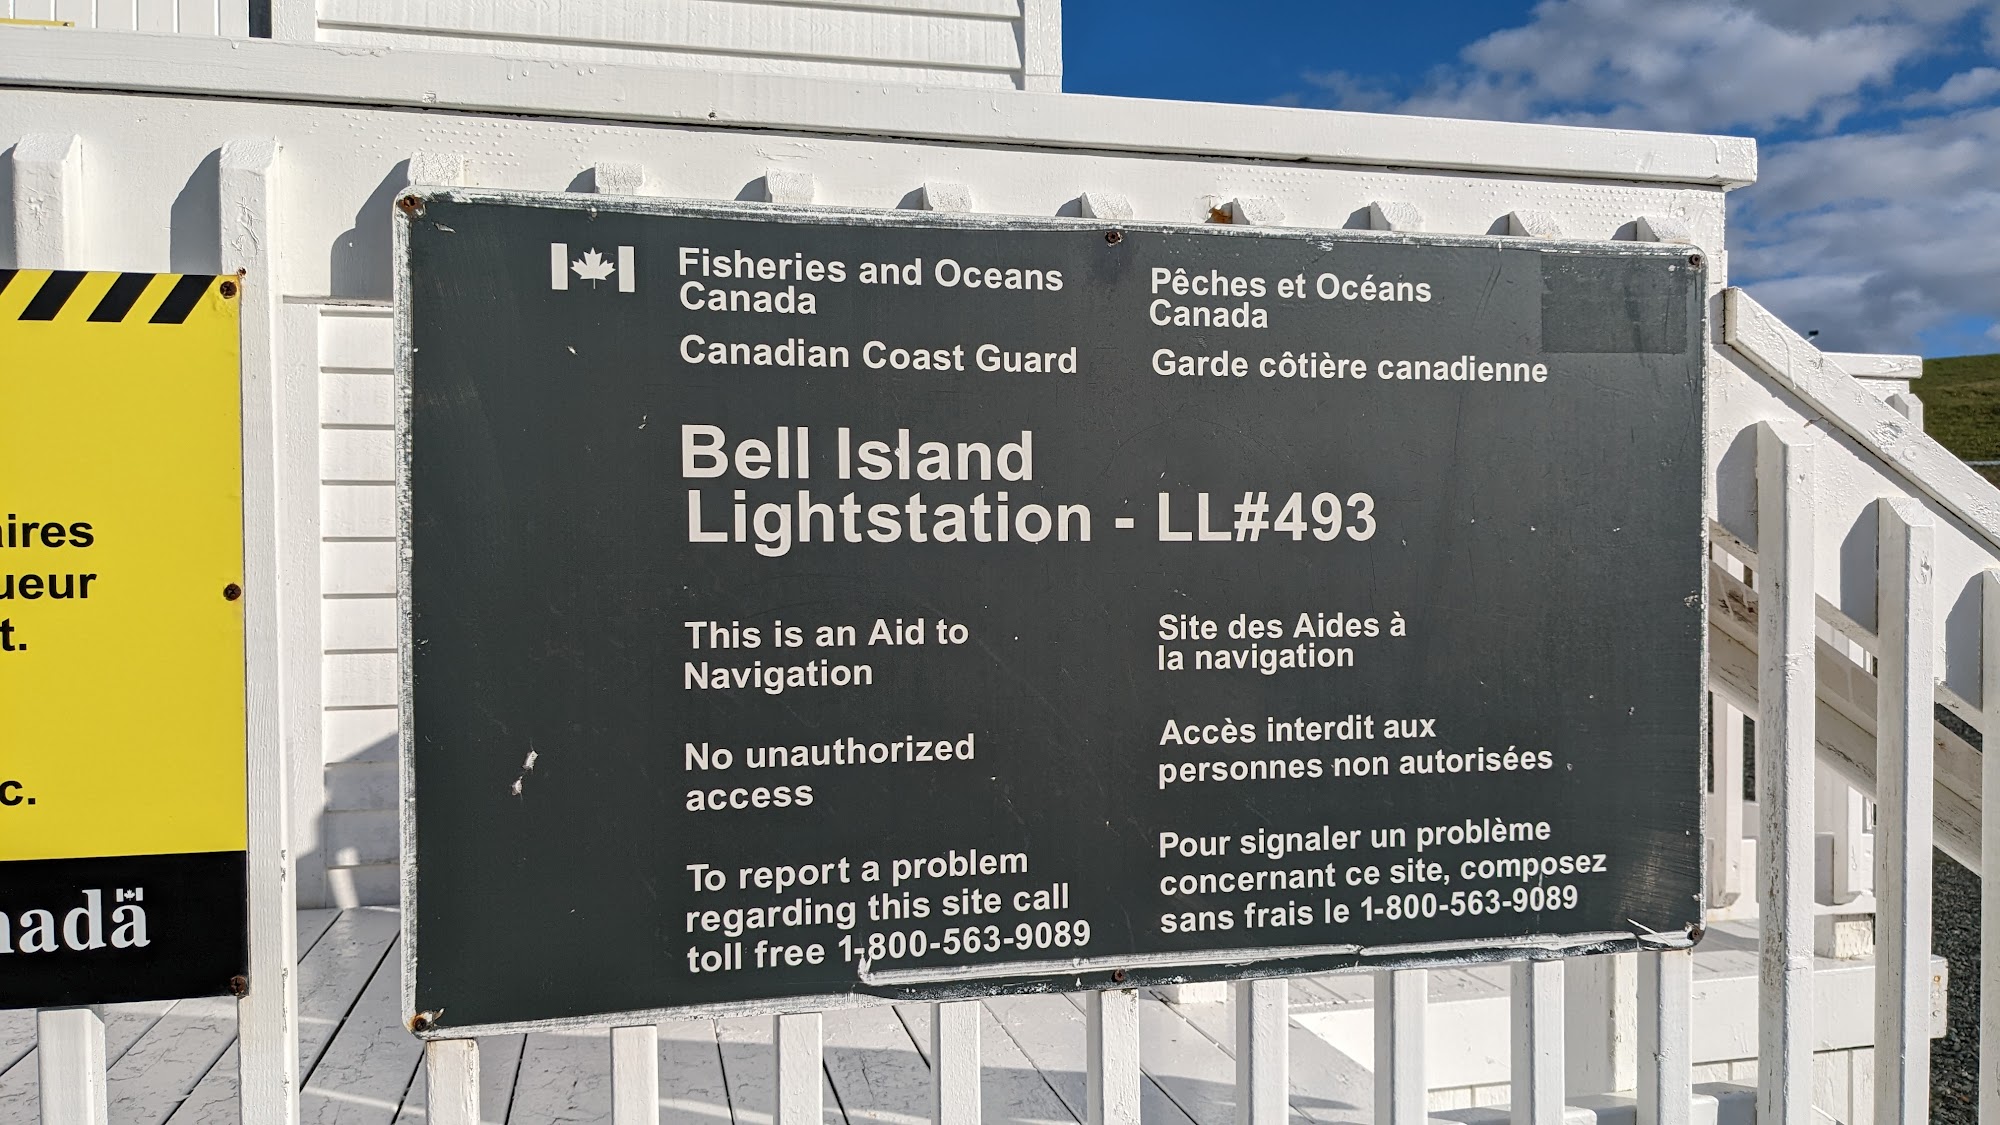 Fisheries and Oceans
Canada
Canadian Coast Guard
Pêches et Océans
Canada
Garde côtière canadienne
Bell Island
Lightstation - LL#493
This is an Aid to
Navigation
No unauthorized
access
To report a problem
regarding this site call
toll free 1-800-563-9089
Site des Aides à
la navigation
Accès interdit aux
personnes non autorisées
Pour signaler un problème
concernant ce site, composez
sans frais le 1-800-563-9089